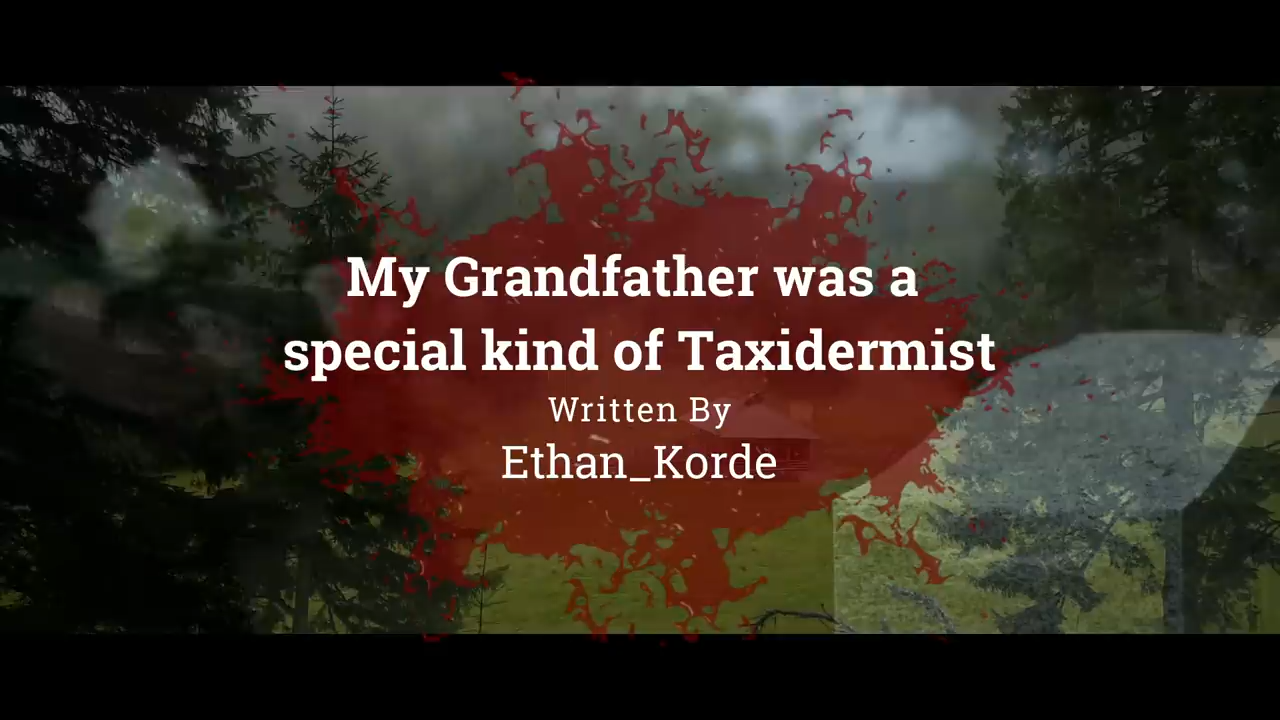 My Grandfather was a
special kind of Taxidermist
Written By
Ethan_Korde